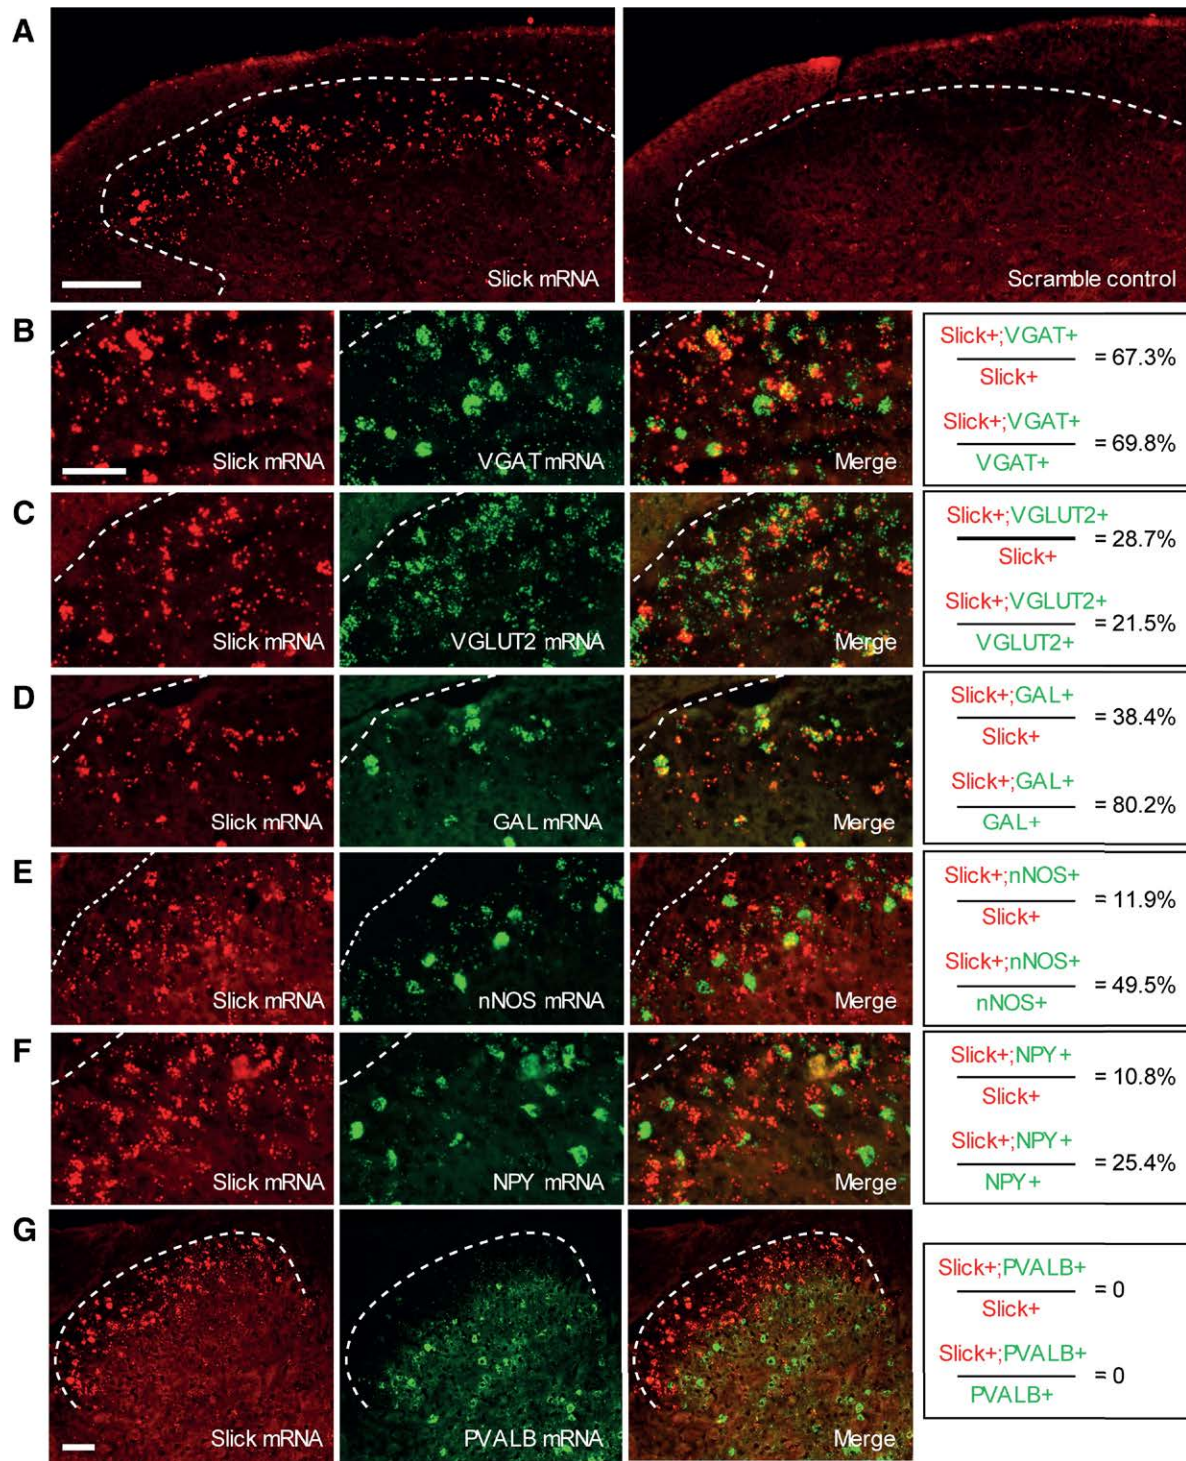 A
Slick mRNA
Scramble control
B
Slick mRNA
VGAT mRNA
Merge
Slick+;VGAT+
Slick+
= 67.3%
Slick+;VGAT+
VGAT+
= 69.8%
C
Slick mRNA
VGLUT2 mRNA
Merge
Slick+;VGLUT2+
Slick+
= 28.7%
Slick+;VGLUT2+
VGLUT2+
= 21.5%
D
Slick mRNA
GAL mRNA
Merge
Slick+;GAL+
Slick+
= 38.4%
Slick+;GAL+
GAL+
= 80.2%
E
Slick mRNA
nNOS mRNA
Merge
Slick+;nNOS+
Slick+
= 11.9%
Slick+;nNOS+
nNOS+
= 49.5%
F
Slick mRNA
NPY mRNA
Merge
Slick+;NPY+
Slick+
= 10.8%
Slick+;NPY+
NPY+
= 25.4%
G
Slick mRNA
PVALB mRNA
Merge
Slick+;PVALB+
Slick+
= 0
Slick+;PVALB+
PVALB+
= 0